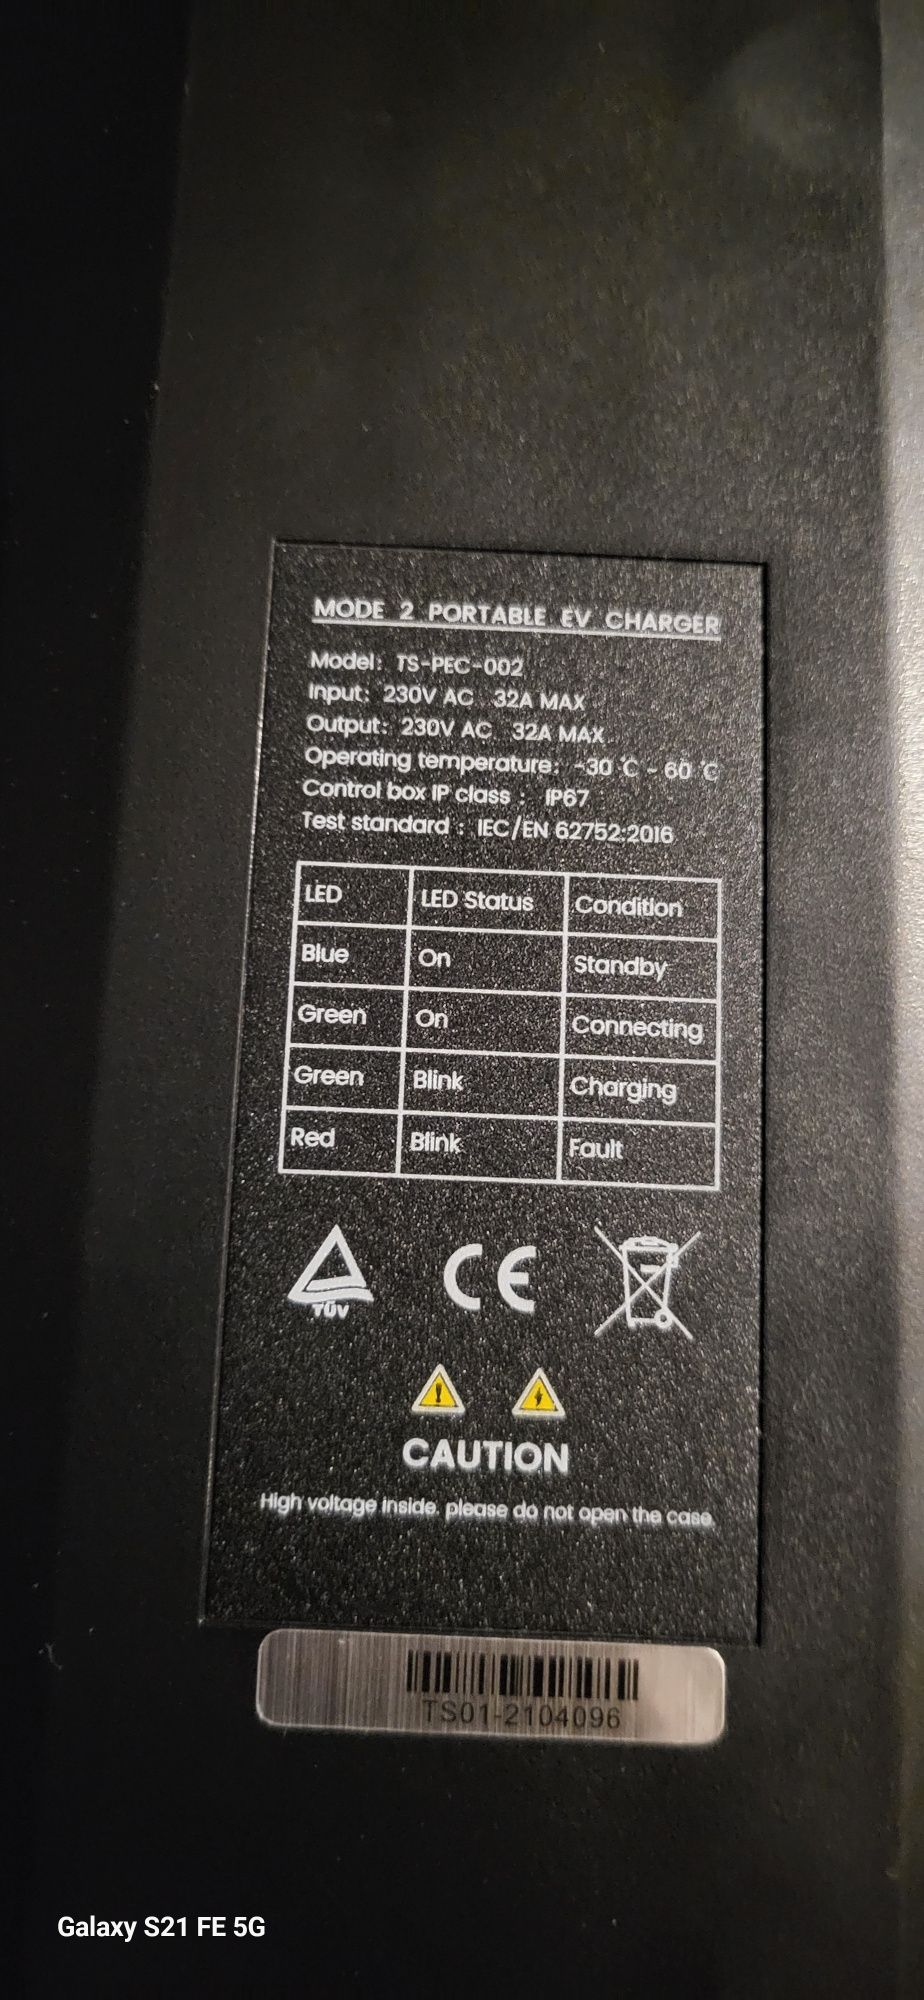 MODE 2 PORTABLE EV CHARGER
Model: TS-PEC-002
Input: 230V AC 32A MAX
Output: 230V AC 32A MAX
Operating temperature: -30 ℃ ~ 60 ℃
Control box IP class : IP67
Test standard : IEC/EN 62752:2016
LED LED Status Condition
Blue On Standby
Green On Connecting
Green Blink Charging
Red Blink Fault
TÜV CE
CAUTION
High voltage inside. please do not open the case.
TS01-2104096
Galaxy S21 FE 5G